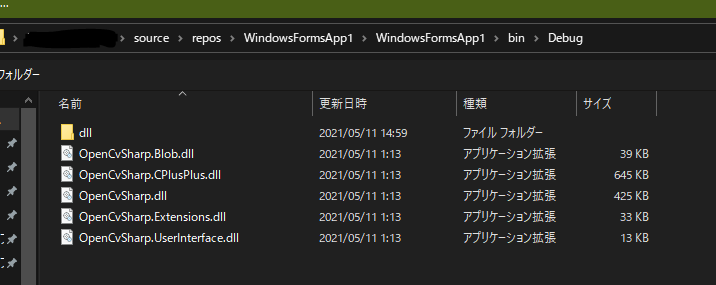 source › repos › WindowsFormsApp1 › WindowsFormsApp1 › bin › Debug
フォルダー
名前 更新日時 種類 サイズ
dll 2021/05/11 14:59 ファイル フォルダー
OpenCvSharp.Blob.dll 2021/05/11 1:13 アプリケーション拡張 39 KB
OpenCvSharp.CPlusPlus.dll 2021/05/11 1:13 アプリケーション拡張 645 KB
OpenCvSharp.dll 2021/05/11 1:13 アプリケーション拡張 425 KB
OpenCvSharp.Extensions.dll 2021/05/11 1:13 アプリケーション拡張 33 KB
OpenCvSharp.UserInterface.dll 2021/05/11 1:13 アプリケーション拡張 13 KB